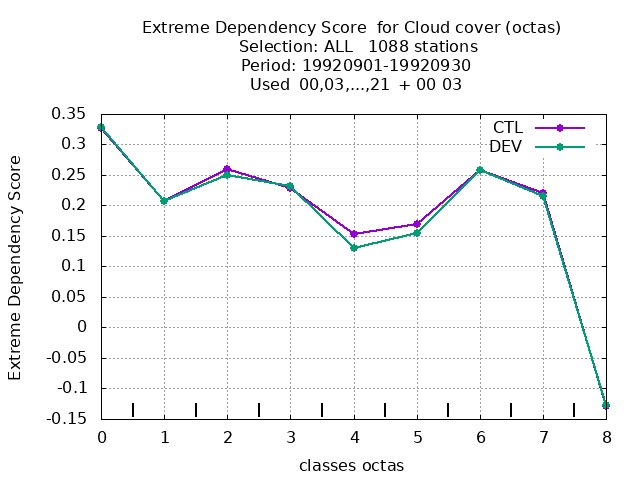 Extreme Dependency Score  for Cloud cover (octas)
Selection: ALL   1088 stations
Period: 19920901-19920930
Used  00,03,...,21  + 00 03
CTL
DEV
0.35
0.3
0.25
0.2
0.15
0.1
0.05
0
-0.05
-0.1
-0.15
Extreme Dependency Score
0 1 2 3 4 5 6 7 8
classes octas